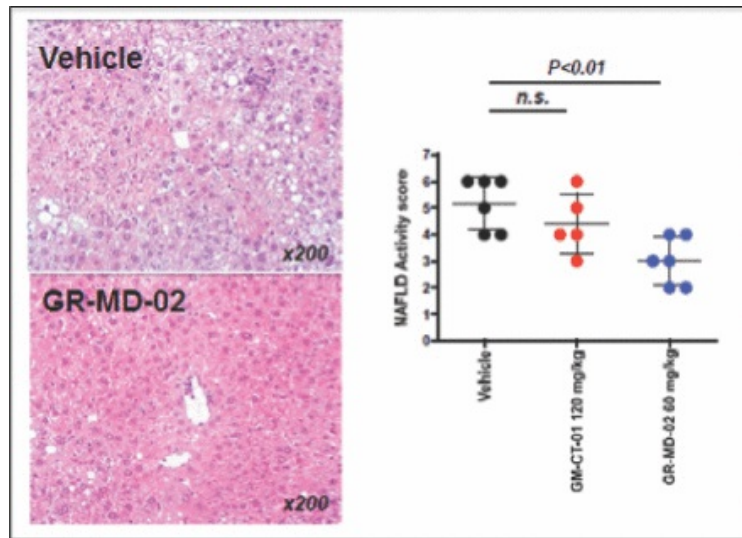 Vehicle
x200
GR-MD-02
x200
P<0.01
n.s.
NAFLD Activity score
7
6
5
4
3
2
1
0
Vehicle
GM-CT-01 120 mg/kg
GR-MD-02 60 mg/kg